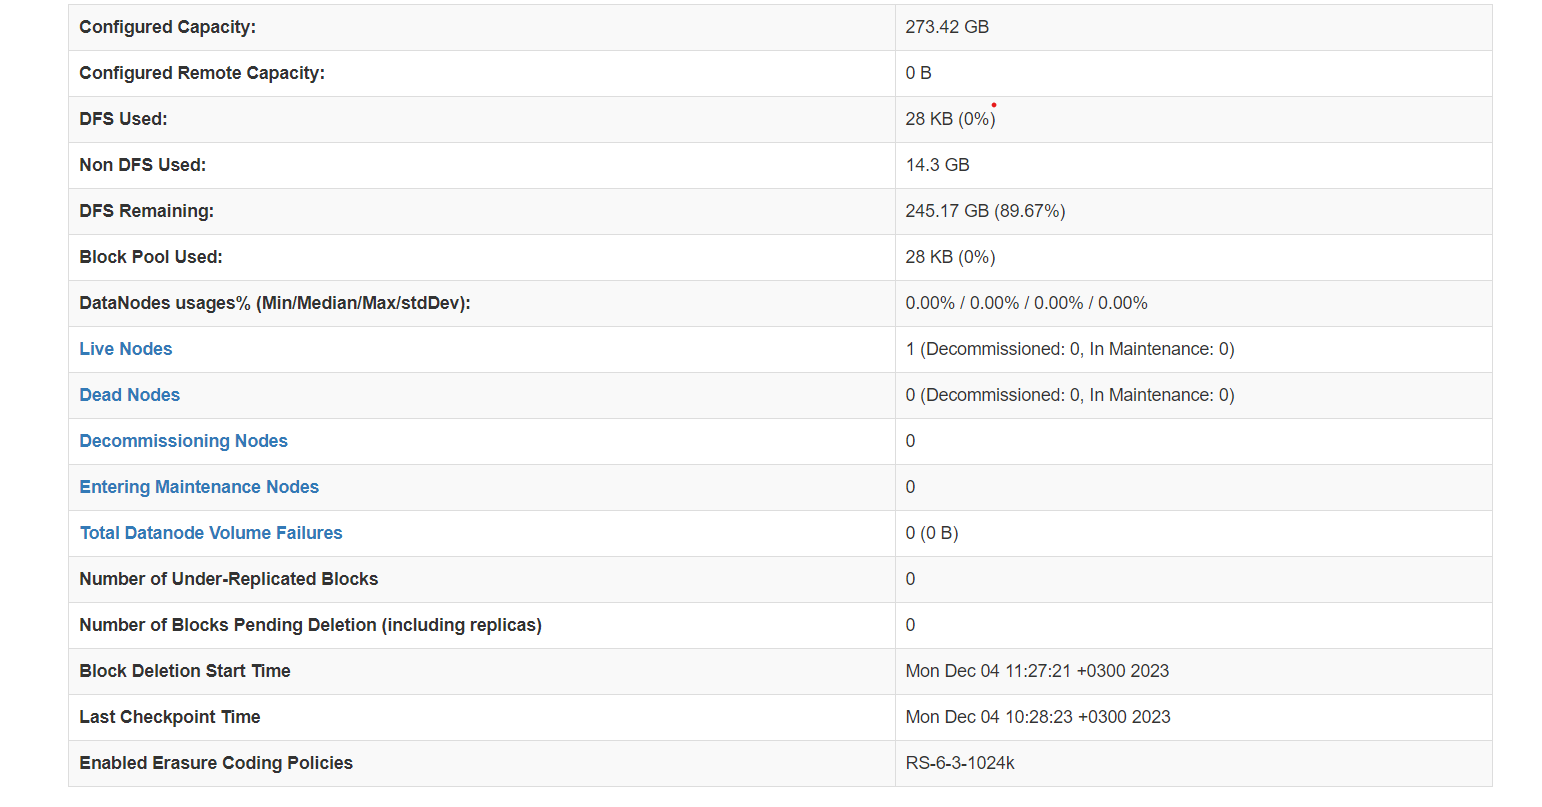 Configured Capacity: 273.42 GB
Configured Remote Capacity: 0 B
DFS Used: 28 KB (0%)
Non DFS Used: 14.3 GB
DFS Remaining: 245.17 GB (89.67%)
Block Pool Used: 28 KB (0%)
DataNodes usages% (Min/Median/Max/stdDev): 0.00% / 0.00% / 0.00% / 0.00%
Live Nodes 1 (Decommissioned: 0, In Maintenance: 0)
Dead Nodes 0 (Decommissioned: 0, In Maintenance: 0)
Decommissioning Nodes 0
Entering Maintenance Nodes 0
Total Datanode Volume Failures 0 (0 B)
Number of Under-Replicated Blocks 0
Number of Blocks Pending Deletion (including replicas) 0
Block Deletion Start Time Mon Dec 04 11:27:21 +0300 2023
Last Checkpoint Time Mon Dec 04 10:28:23 +0300 2023
Enabled Erasure Coding Policies RS-6-3-1024k